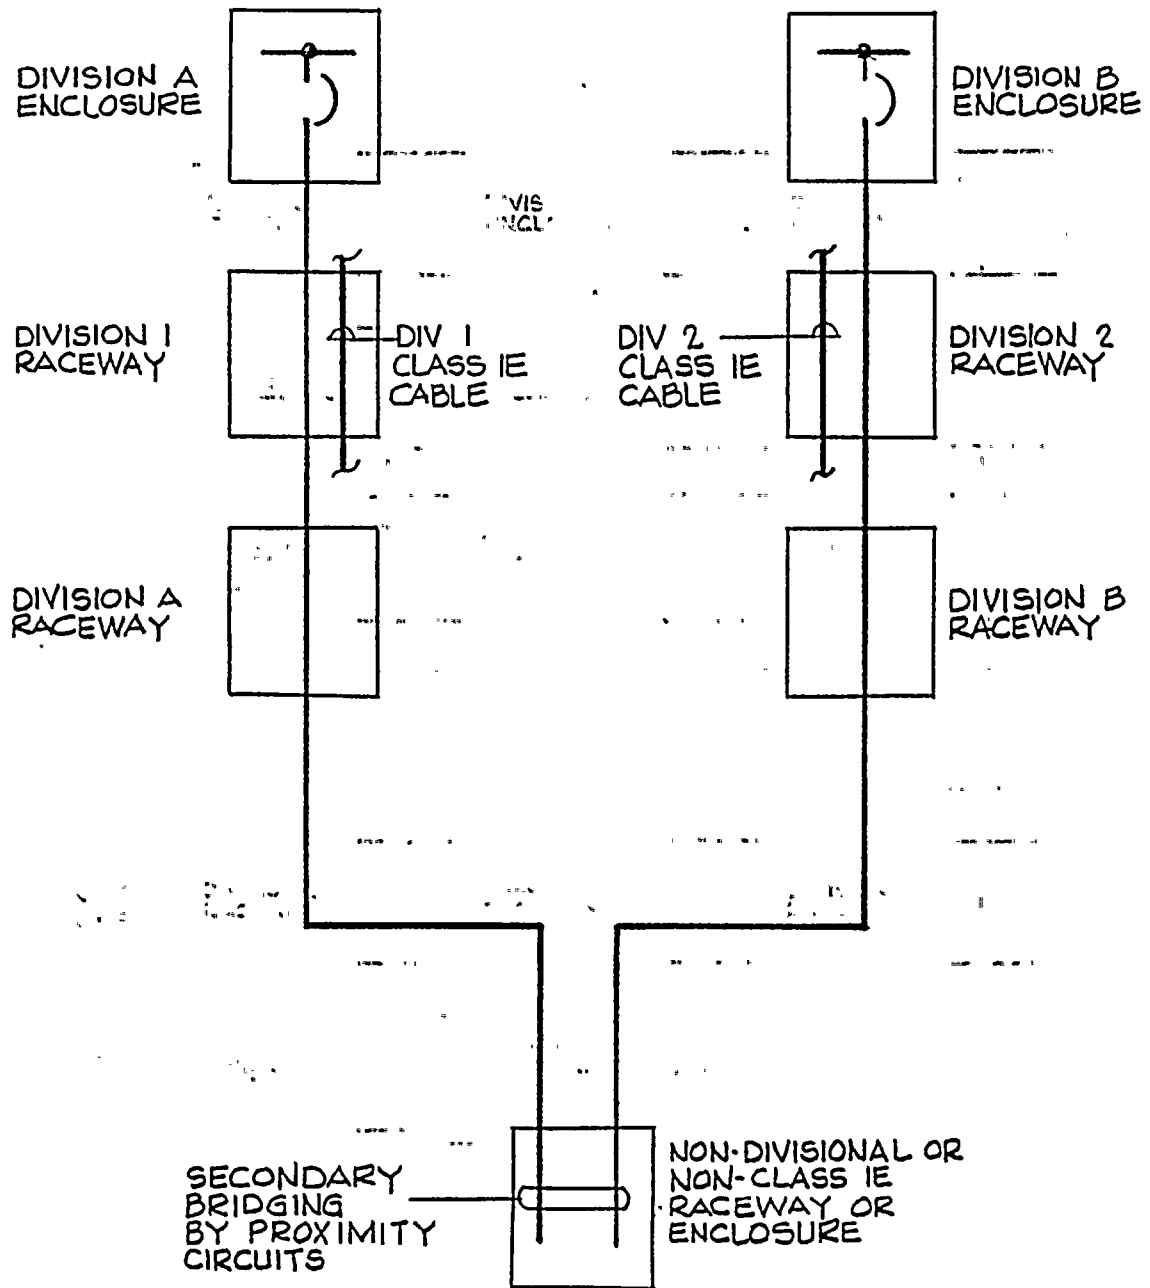 DIVISION A
ENCLOSURE
DIVISION B
ENCLOSURE
DIVISION 1
RACEWAY
DIV 1
CLASS IE
CABLE
DIV 2
CLASS IE
CABLE
DIVISION 2
RACEWAY
DIVISION A
RACEWAY
DIVISION B
RACEWAY
SECONDARY
BRIDGING
BY PROXIMITY
CIRCUITS
NON-DIVISIONAL OR
NON-CLASS IE
RACEWAY OR
ENCLOSURE